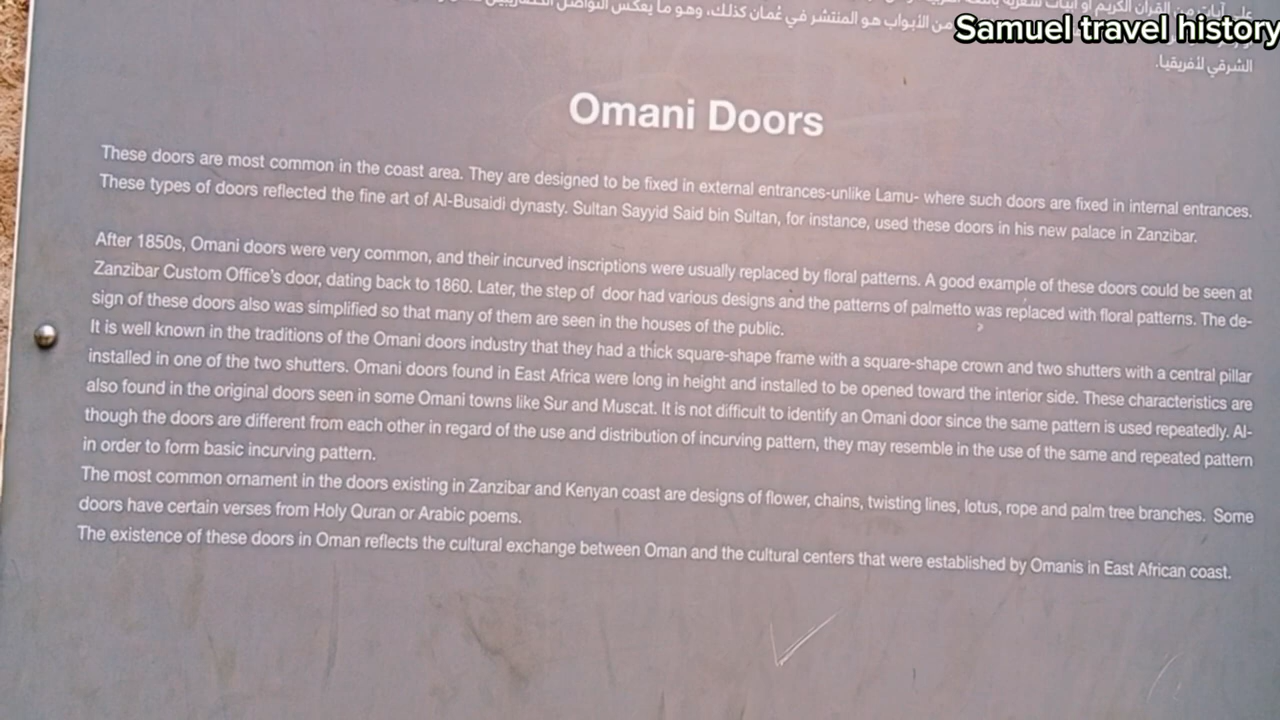 على آيات من القرآن الكريم أو أبيات شعرية باللغة
من الأبواب هو المنتشر في عُمان كذلك، وهو ما يعكس التواصل
الشرقي لأفريقيا.
Samuel travel history
Omani Doors
These doors are most common in the coast area. They are designed to be fixed in external entrances-unlike Lamu- where such doors are fixed in internal entrances.
These types of doors reflected the fine art of Al-Busaidi dynasty. Sultan Sayyid Said bin Sultan, for instance, used these doors in his new palace in Zanzibar.
After 1850s, Omani doors were very common, and their incurved inscriptions were usually replaced by floral patterns. A good example of these doors could be seen at
Zanzibar Custom Office's door, dating back to 1860. Later, the step of door had various designs and the patterns of palmetto was replaced with floral patterns. The de-
sign of these doors also was simplified so that many of them are seen in the houses of the public.
It is well known in the traditions of the Omani doors industry that they had a thick square-shape frame with a square-shape crown and two shutters with a central pillar
installed in one of the two shutters. Omani doors found in East Africa were long in height and installed to be opened toward the interior side. These characteristics are
also found in the original doors seen in some Omani towns like Sur and Muscat. It is not difficult to identify an Omani door since the same pattern is used repeatedly. Al-
though the doors are different from each other in regard of the use and distribution of incurving pattern, they may resemble in the use of the same and repeated pattern
in order to form basic incurving pattern.
The most common ornament in the doors existing in Zanzibar and Kenyan coast are designs of flower, chains, twisting lines, lotus, rope and palm tree branches. Some
doors have certain verses from Holy Quran or Arabic poems.
The existence of these doors in Oman reflects the cultural exchange between Oman and the cultural centers that were established by Omanis in East African coast.